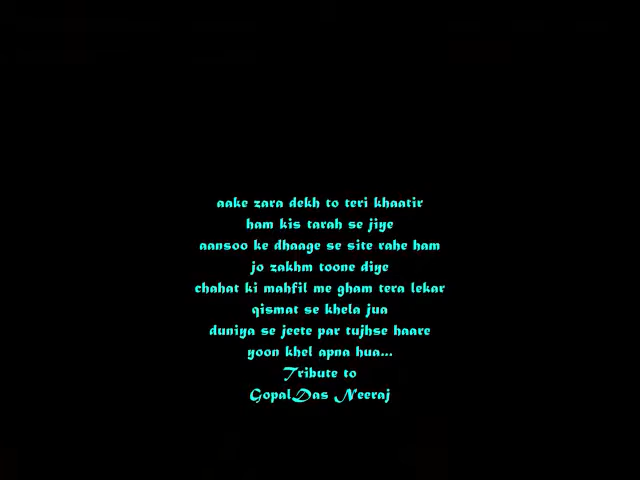 aake zara dekh to teri khaatir
ham kis tarah se jiye
aansoo ke dhaage se site rahe ham
jo zakhm toone diye
chahat ki mahfil me gham tera lekar
qismat se khela jua
duniya se jeete par tujhse haare
yoon khel apna hua...
Tribute to
GopalDas Neeraj